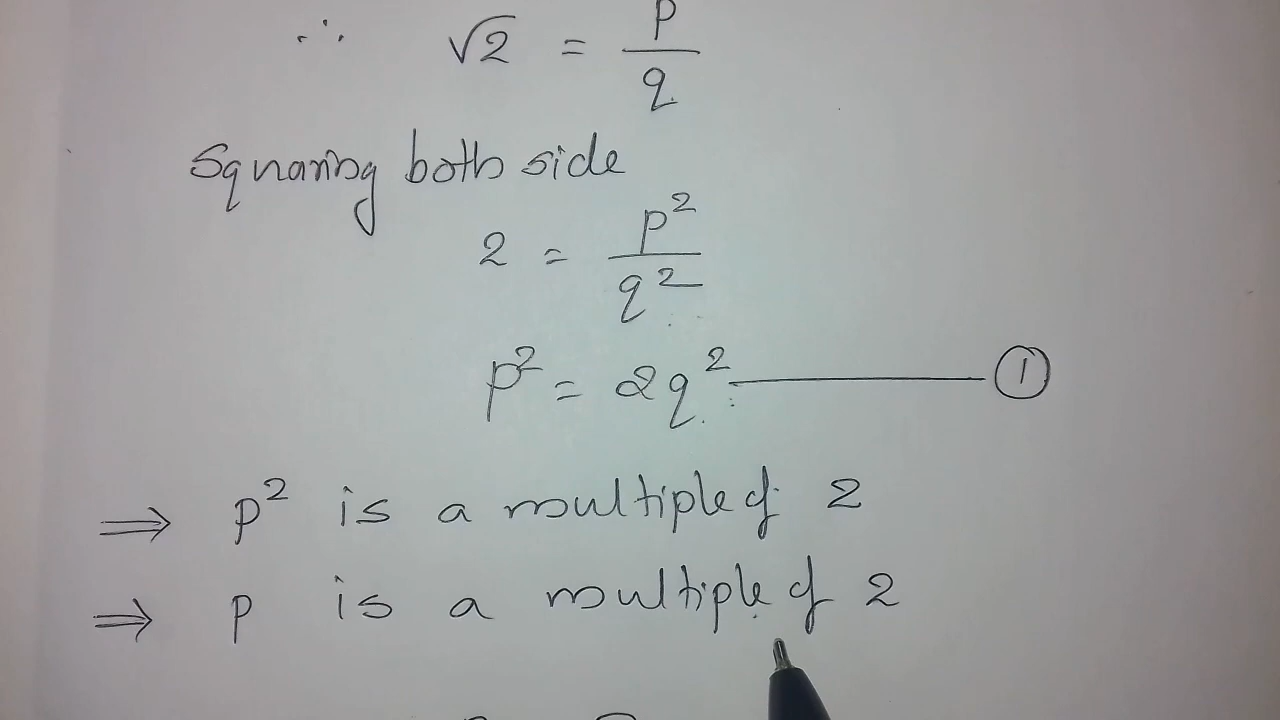 ∴ √2 = p/q
Squaring both side
2 = p²/q²
p² = 2q² ——— ①
⇒ p² is a multiple of 2
⇒ p is a multiple of 2